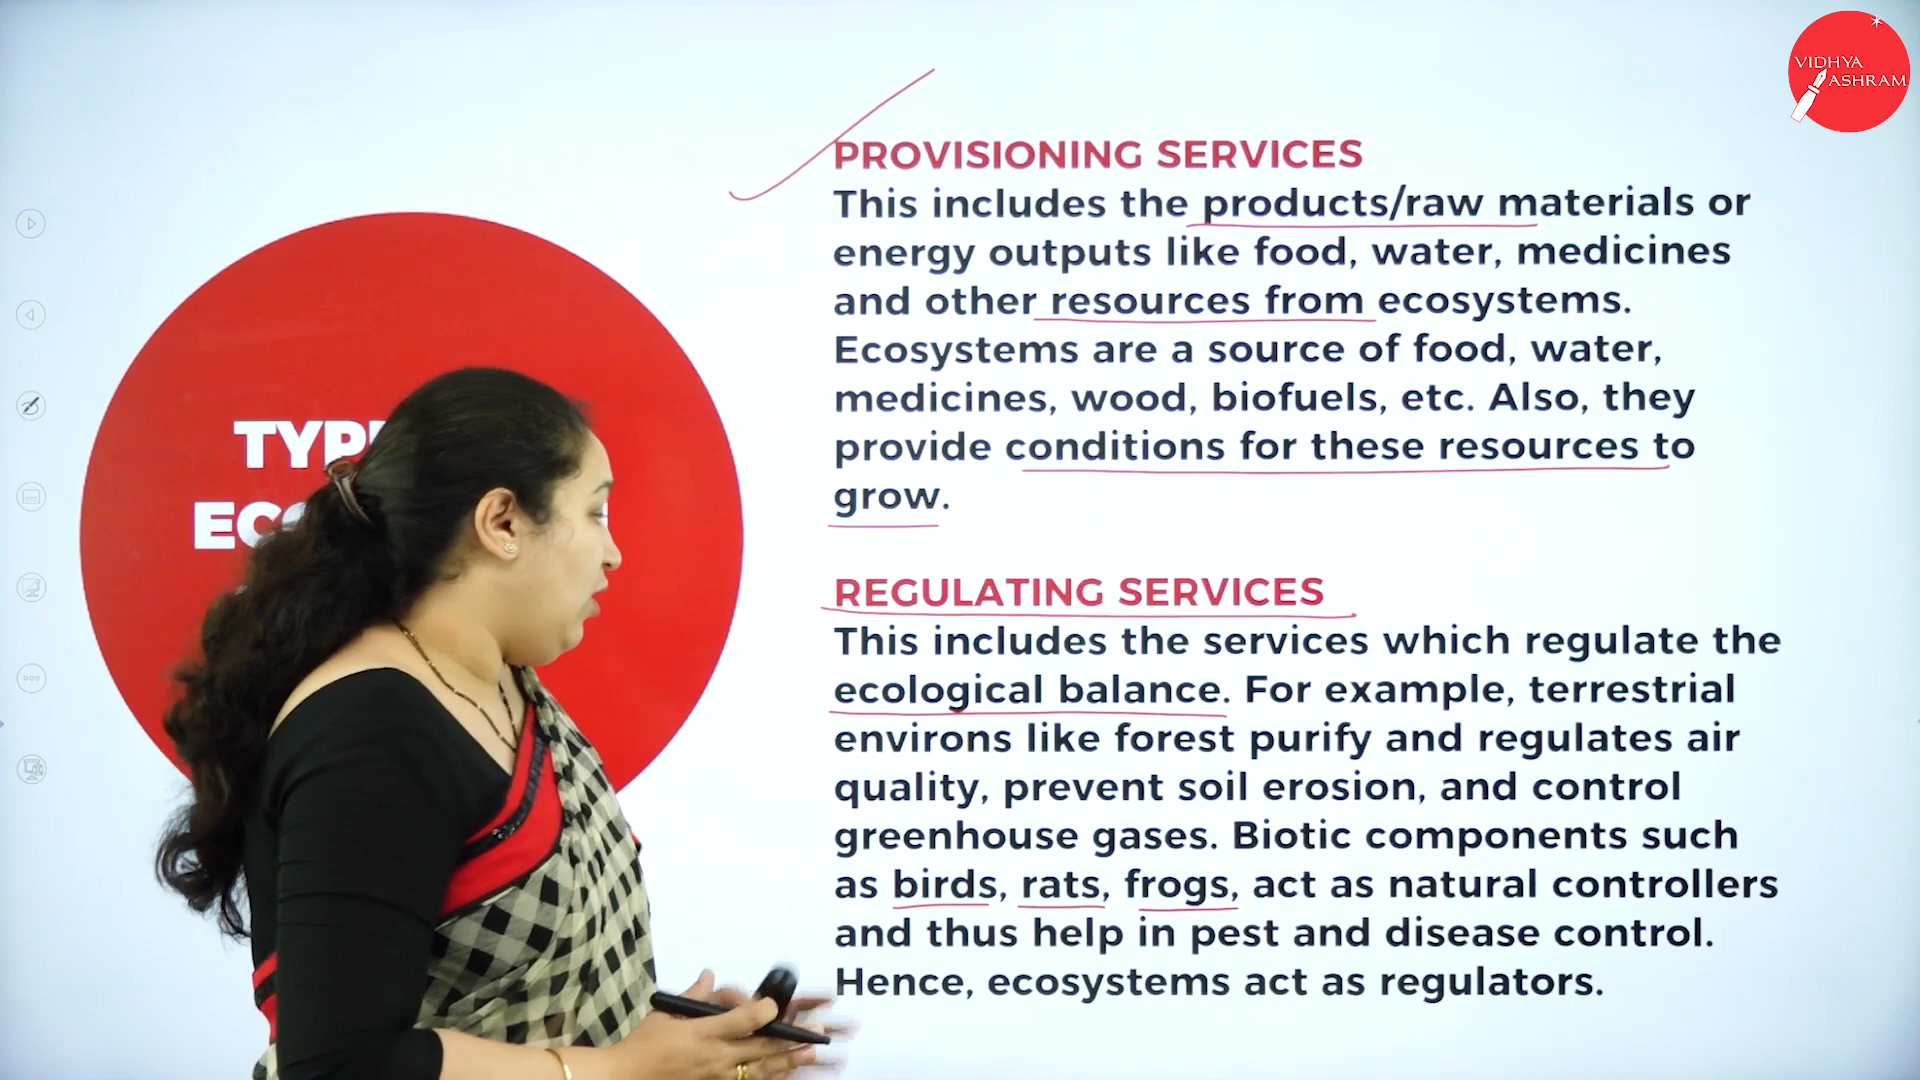 VIDHYA
ASHRAM
PROVISIONING SERVICES
This includes the products/raw materials or
energy outputs like food, water, medicines
and other resources from ecosystems.
Ecosystems are a source of food, water,
medicines, wood, biofuels, etc. Also, they
provide conditions for these resources to
grow.
REGULATING SERVICES
This includes the services which regulate the
ecological balance. For example, terrestrial
environs like forest purify and regulates air
quality, prevent soil erosion, and control
greenhouse gases. Biotic components such
as birds, rats, frogs, act as natural controllers
and thus help in pest and disease control.
Hence, ecosystems act as regulators.